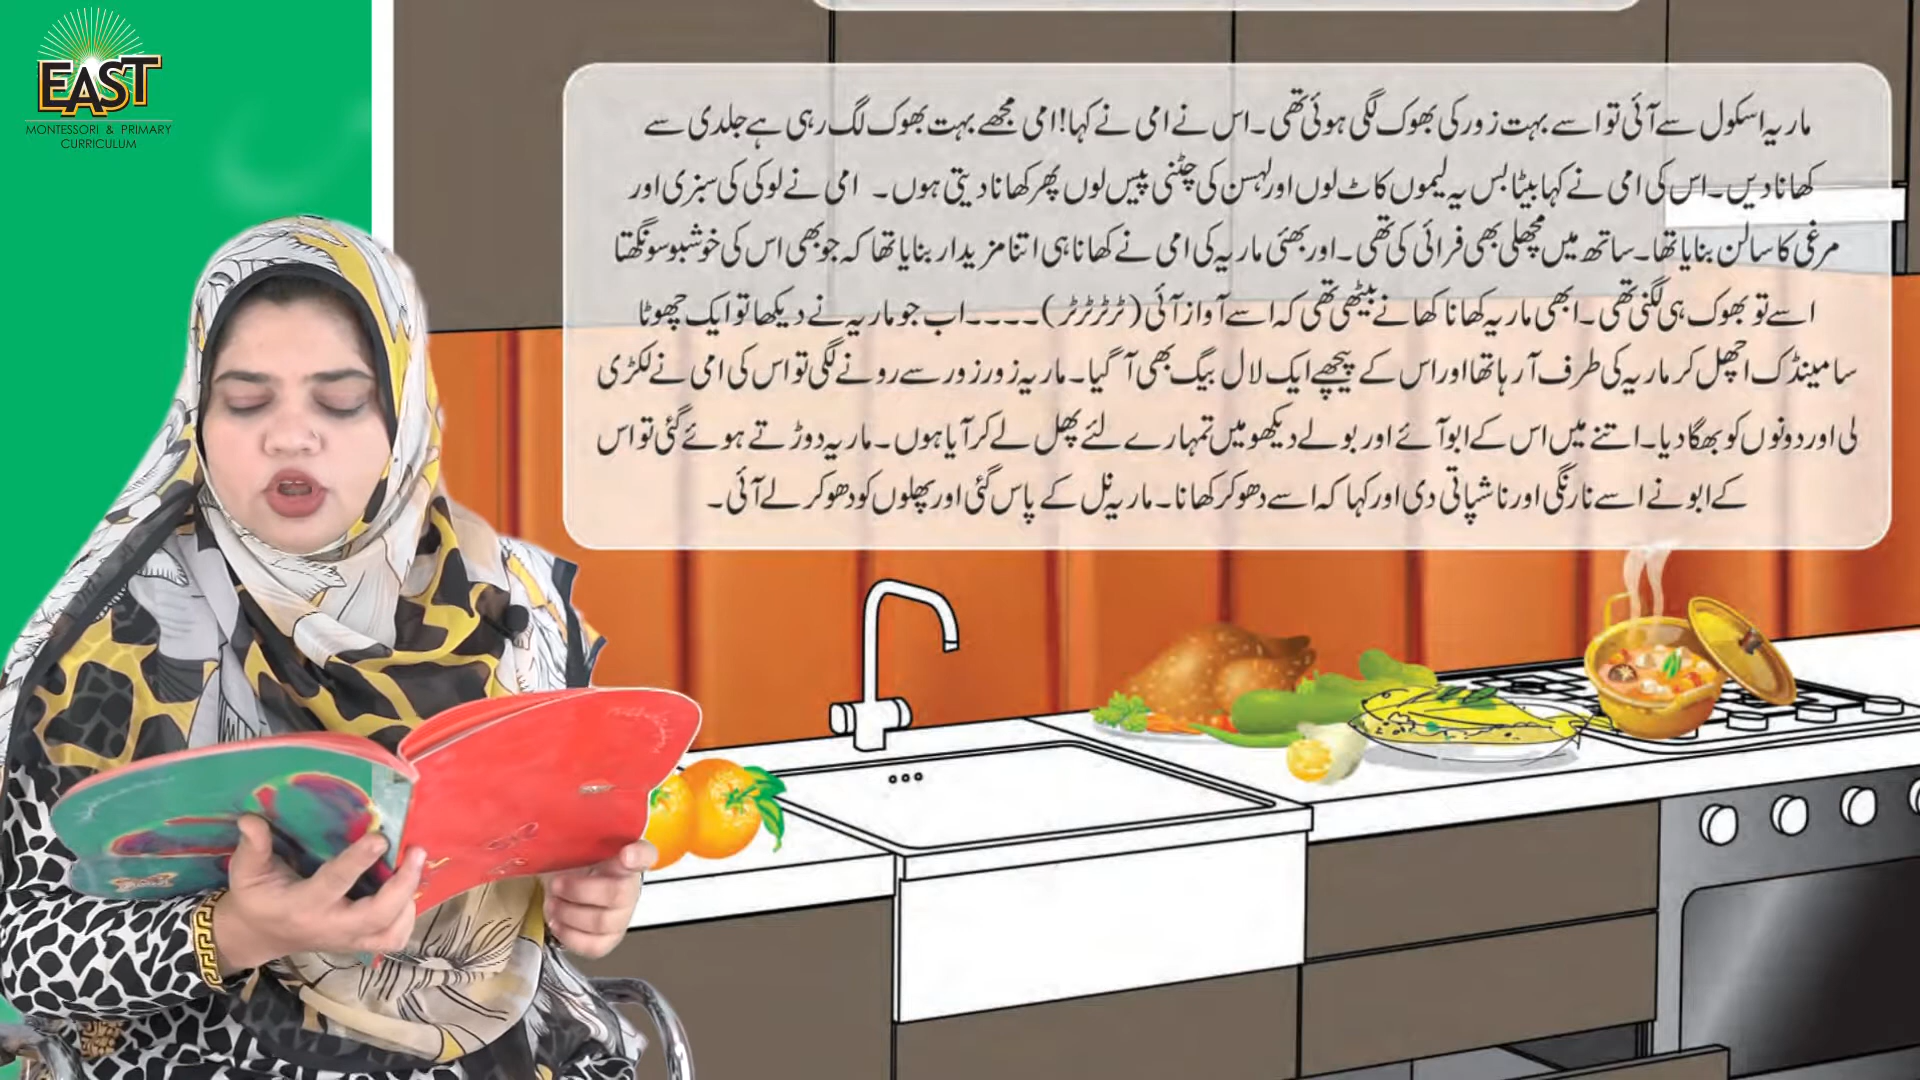 EAST
MONTESSORI & PRIMARY
CURRICULUM
ماریہ اسکول سے آئی تو اسے بہت زور کی بھوک لگی ہوئی تھی۔ اس نے امی نے کہا! امی مجھے بہت بھوک لگ رہی ہے جلدی سے
کھانا دیں۔ اس کی امی نے کہا بیٹا بس یہ لیموں کاٹ لوں اور لہسن کی چٹنی پیس لوں پھر کھانا دیتی ہوں۔ امی نے لوکی کی سبزی اور
مرغی کا سالن بنایا تھا۔ ساتھ میں مچھلی بھی فرائی کی تھی۔ اور بھئی ماریہ کی امی نے کھانا ہی اتنا مزیدار بنایا تھا کہ جو بھی اس کی خوشبو سونگھتا
اسے تو بھوک ہی لگنی تھی۔ ابھی ماریہ کھانا کھانے بیٹھی تھی کہ اسے آواز آئی (ٹرٹرٹرٹر)۔۔۔۔ اب جو ماریہ نے دیکھا تو ایک چھوٹا
سا مینڈک اچھل کر ماریہ کی طرف آ رہا تھا اور اس کے پیچھے ایک لال بیگ بھی آ گیا۔ ماریہ زور زور سے رونے لگی تو اس کی امی نے لکڑی
لی اور دونوں کو بھگا دیا۔ اتنے میں اس کے ابو آئے اور بولے دیکھو میں تمہارے لئے پھل لے کر آیا ہوں۔ ماریہ دوڑتے ہوئے گئی تو اس
کے ابو نے اسے نارنگی اور ناشپاتی دی اور کہا کہ اسے دھو کر کھانا۔ ماریہ نل کے پاس گئی اور پھلوں کو دھو کر لے آئی۔